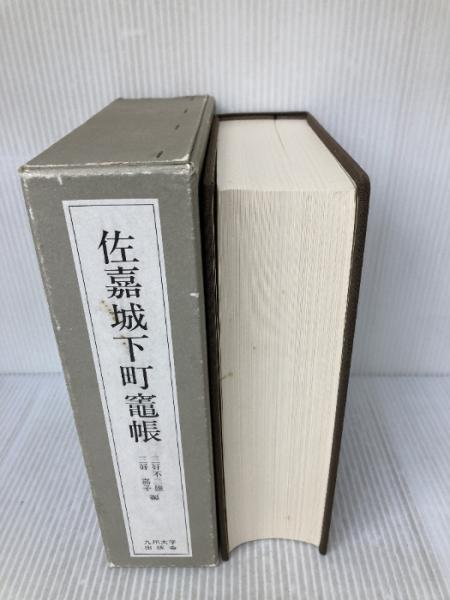 佐嘉城下町竈帳
三好不二雄
三好嘉子
編
九州大学
出版会